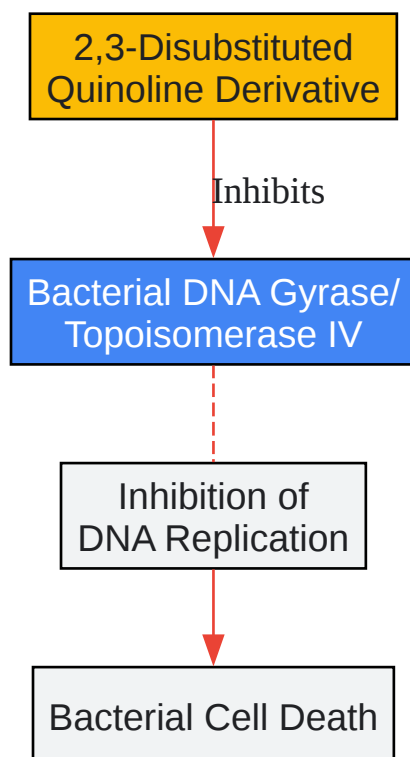 2,3-Disubstituted
Quinoline Derivative
Inhibits
Bacterial DNA Gyrase/
Topoisomerase IV
Inhibition of
DNA Replication
Bacterial Cell Death